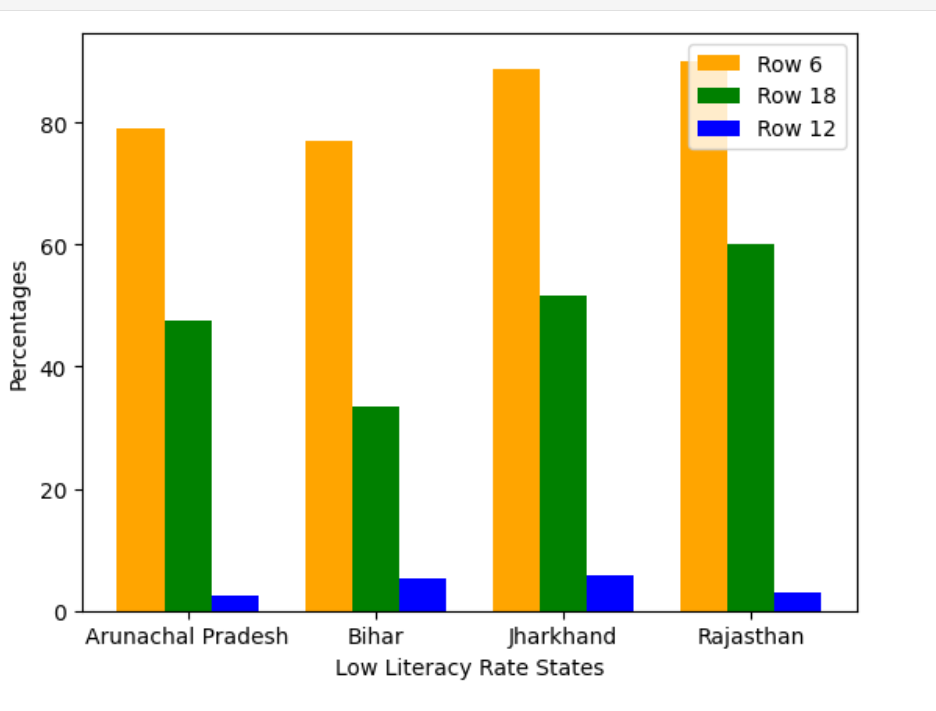 Row 6
Row 18
Row 12
80
60
40
20
0
Percentages
Arunachal Pradesh Bihar Jharkhand Rajasthan
Low Literacy Rate States